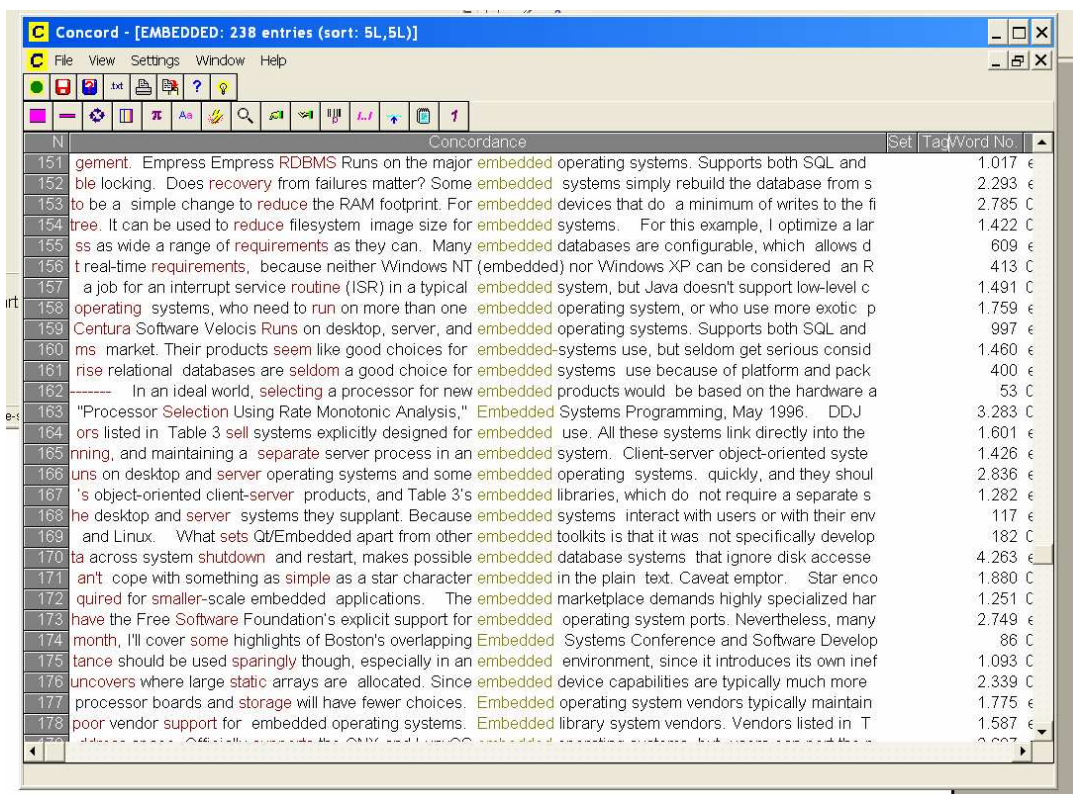 Concord - [EMBEDDED: 238 entries (sort: 5L,5L)]
File View Settings Window Help
.txt ?
π Aa
N Concordance Set Tag Word No.
151 gement. Empress Empress RDBMS Runs on the major embedded operating systems. Supports both SQL and 1.017 e
152 ble locking. Does recovery from failures matter? Some embedded systems simply rebuild the database from s 2.293 e
153 to be a simple change to reduce the RAM footprint. For embedded devices that do a minimum of writes to the fi 2.785 C
154 tree. It can be used to reduce filesystem image size for embedded systems. For this example, I optimize a lar 1.422 C
155 ss as wide a range of requirements as they can. Many embedded databases are configurable, which allows d 609 e
156 t real-time requirements, because neither Windows NT (embedded) nor Windows XP can be considered an R 413 C
157 a job for an interrupt service routine (ISR) in a typical embedded system, but Java doesn't support low-level c 1.491 C
158 operating systems, who need to run on more than one embedded operating system, or who use more exotic p 1.759 e
159 Centura Software Velocis Runs on desktop, server, and embedded operating systems. Supports both SQL and 997 e
160 ms market. Their products seem like good choices for embedded-systems use, but seldom get serious consid 1.460 e
161 rise relational databases are seldom a good choice for embedded systems use because of platform and pack 400 e
162 ------- In an ideal world, selecting a processor for new embedded products would be based on the hardware a 53 C
163 "Processor Selection Using Rate Monotonic Analysis," Embedded Systems Programming, May 1996. DDJ 3.283 C
164 ors listed in Table 3 sell systems explicitly designed for embedded use. All these systems link directly into the 1.601 e
165 nning, and maintaining a separate server process in an embedded system. Client-server object-oriented syste 1.426 e
166 uns on desktop and server operating systems and some embedded operating systems. quickly, and they shoul 2.836 e
167 's object-oriented client-server products, and Table 3's embedded libraries, which do not require a separate s 1.282 e
168 he desktop and server systems they supplant. Because embedded systems interact with users or with their env 117 e
169 and Linux. What sets Qt/Embedded apart from other embedded toolkits is that it was not specifically develop 182 C
170 ta across system shutdown and restart, makes possible embedded database systems that ignore disk accesse 4.263 e
171 an't cope with something as simple as a star character embedded in the plain text. Caveat emptor. Star enco 1.880 C
172 quired for smaller-scale embedded applications. The embedded marketplace demands highly specialized har 1.251 C
173 have the Free Software Foundation's explicit support for embedded operating system ports. Nevertheless, many 2.749 e
174 month, I'll cover some highlights of Boston's overlapping Embedded Systems Conference and Software Develop 86 C
175 tance should be used sparingly though, especially in an embedded environment, since it introduces its own inef 1.093 C
176 uncovers where large static arrays are allocated. Since embedded device capabilities are typically much more 2.339 C
177 processor boards and storage will have fewer choices. Embedded operating system vendors typically maintain 1.775 e
178 poor vendor support for embedded operating systems. Embedded library system vendors. Vendors listed in T 1.587 e